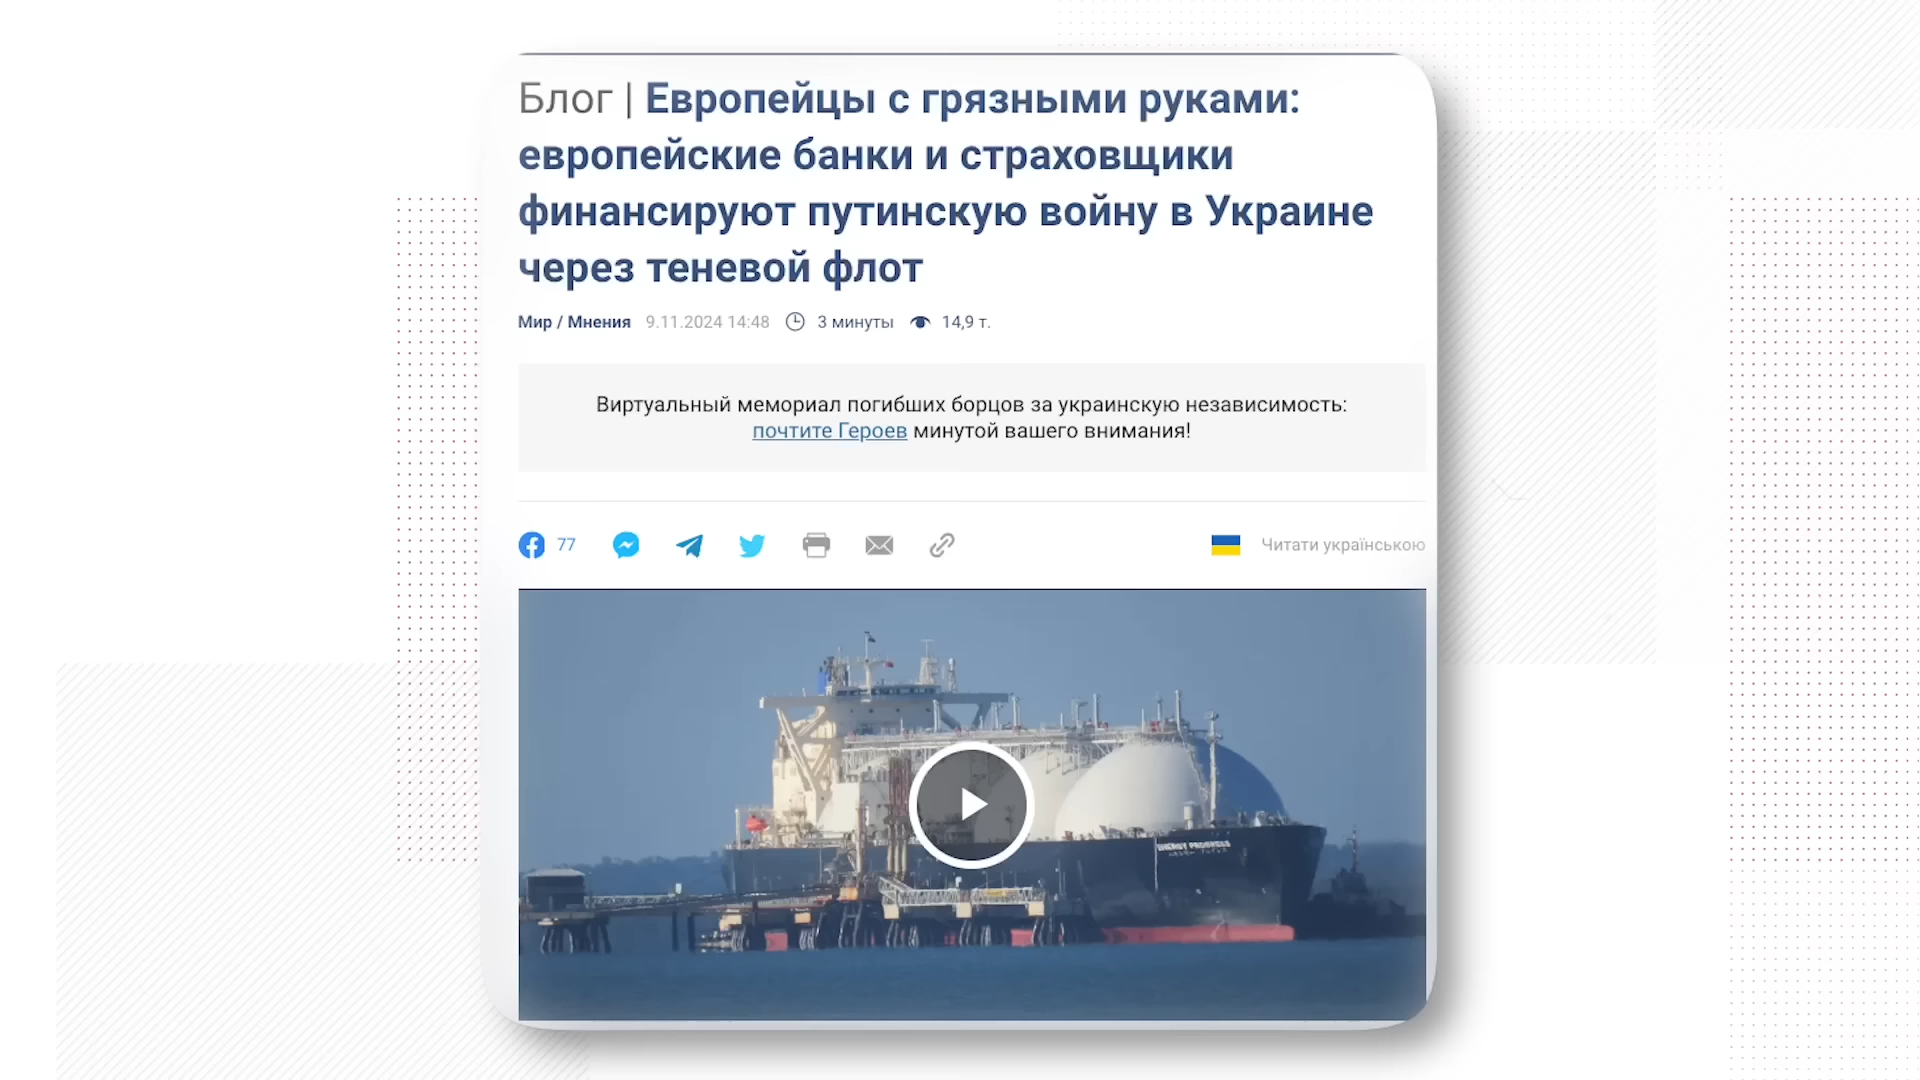 Блог | Европейцы с грязными руками:
европейские банки и страховщики
финансируют путинскую войну в Украине
через теневой флот
Мир / Мнения 9.11.2024 14:48 3 минуты 14,9 т.
Виртуальный мемориал погибших борцов за украинскую независимость:
почтите Героев минутой вашего внимания!
77 Читати українською
ENERGY PROGRESS